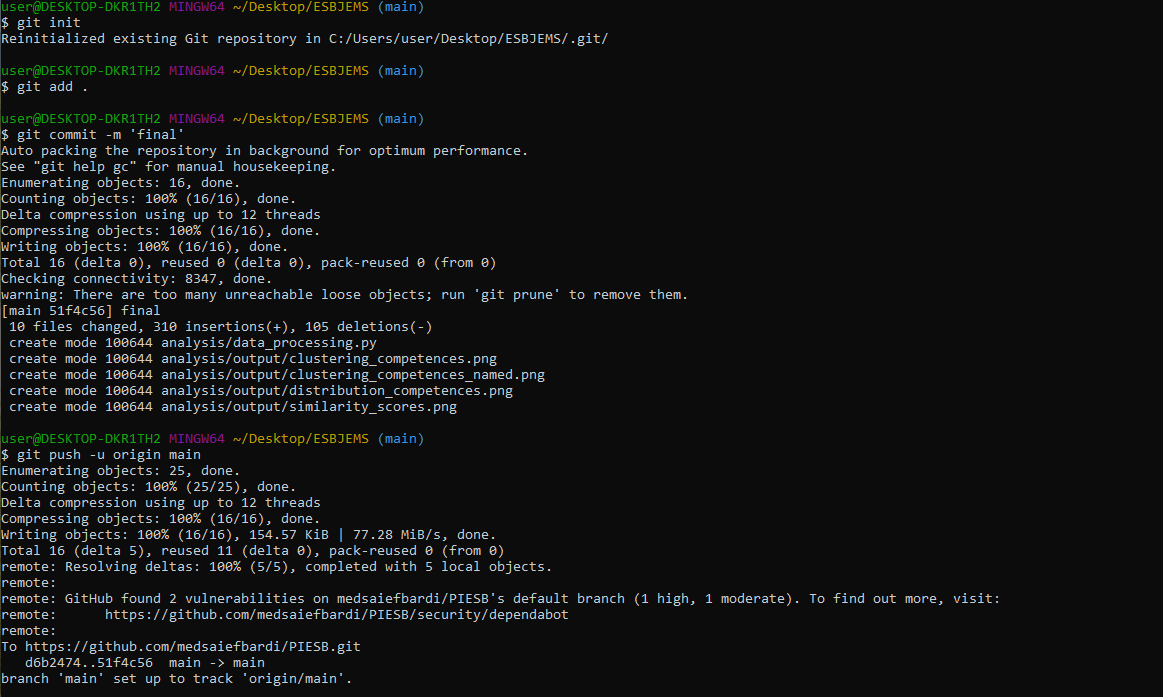 user@DESKTOP-DKR1TH2 MINGW64 ~/Desktop/ESBJEMS (main)
$ git init
Reinitialized existing Git repository in C:/Users/user/Desktop/ESBJEMS/.git/
user@DESKTOP-DKR1TH2 MINGW64 ~/Desktop/ESBJEMS (main)
$ git add .
user@DESKTOP-DKR1TH2 MINGW64 ~/Desktop/ESBJEMS (main)
$ git commit -m 'final'
Auto packing the repository in background for optimum performance.
See "git help gc" for manual housekeeping.
Enumerating objects: 16, done.
Counting objects: 100% (16/16), done.
Delta compression using up to 12 threads
Compressing objects: 100% (16/16), done.
Writing objects: 100% (16/16), done.
Total 16 (delta 0), reused 0 (delta 0), pack-reused 0 (from 0)
Checking connectivity: 8347, done.
warning: There are too many unreachable loose objects; run 'git prune' to remove them.
[main 51f4c56] final
 10 files changed, 310 insertions(+), 105 deletions(-)
 create mode 100644 analysis/data_processing.py
 create mode 100644 analysis/output/clustering_competences.png
 create mode 100644 analysis/output/clustering_competences_named.png
 create mode 100644 analysis/output/distribution_competences.png
 create mode 100644 analysis/output/similarity_scores.png
user@DESKTOP-DKR1TH2 MINGW64 ~/Desktop/ESBJEMS (main)
$ git push -u origin main
Enumerating objects: 25, done.
Counting objects: 100% (25/25), done.
Delta compression using up to 12 threads
Compressing objects: 100% (16/16), done.
Writing objects: 100% (16/16), 154.57 KiB | 77.28 MiB/s, done.
Total 16 (delta 5), reused 11 (delta 0), pack-reused 0 (from 0)
remote: Resolving deltas: 100% (5/5), completed with 5 local objects.
remote:
remote: GitHub found 2 vulnerabilities on medsaiefbardi/PIESB's default branch (1 high, 1 moderate). To find out more, visit:
remote:      https://github.com/medsaiefbardi/PIESB/security/dependabot
remote:
To https://github.com/medsaiefbardi/PIESB.git
   d6b2474..51f4c56  main -> main
branch 'main' set up to track 'origin/main'.